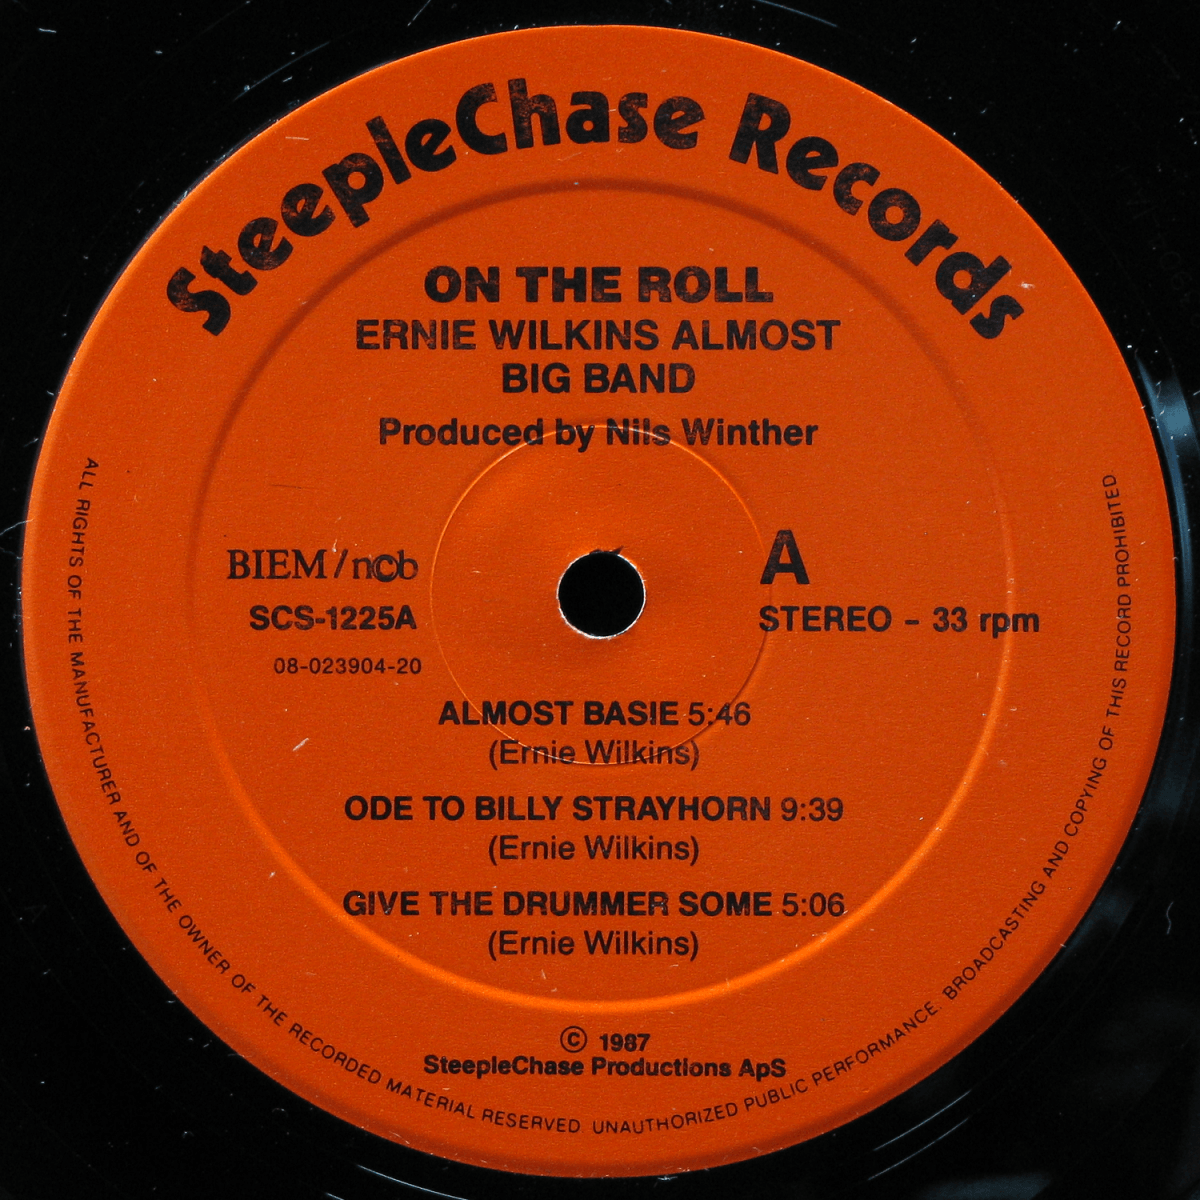 SteepleChase Records
ON THE ROLL
ERNIE WILKINS ALMOST
BIG BAND
Produced by Nils Winther
BIEM/n©b
SCS-1225A
08-023904-20
A
STEREO - 33 rpm
ALMOST BASIE 5:46
(Ernie Wilkins)
ODE TO BILLY STRAYHORN 9:39
(Ernie Wilkins)
GIVE THE DRUMMER SOME 5:06
(Ernie Wilkins)
© 1987
SteepleChase Productions ApS
ALL RIGHTS OF THE MANUFACTURER AND OF THE OWNER OF THE RECORDED MATERIAL RESERVED. UNAUTHORIZED PUBLIC PERFORMANCE. BROADCASTING AND COPYING OF THIS RECORD PROHIBITED